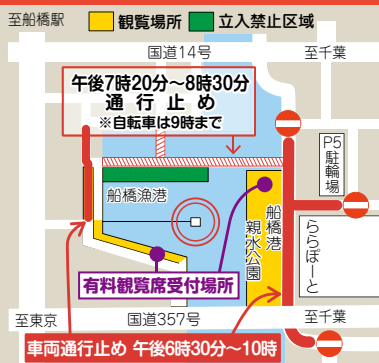 至船橋駅
観覧場所
立入禁止区域
国道14号
至千葉
午後7時20分～8時30分
通行止め
※自転車は9時まで
P5
駐輪場
船橋漁港
船橋港
親水公園
ららぽーと
有料観覧席受付場所
至東京
国道357号
至千葉
車両通行止め 午後6時30分～10時